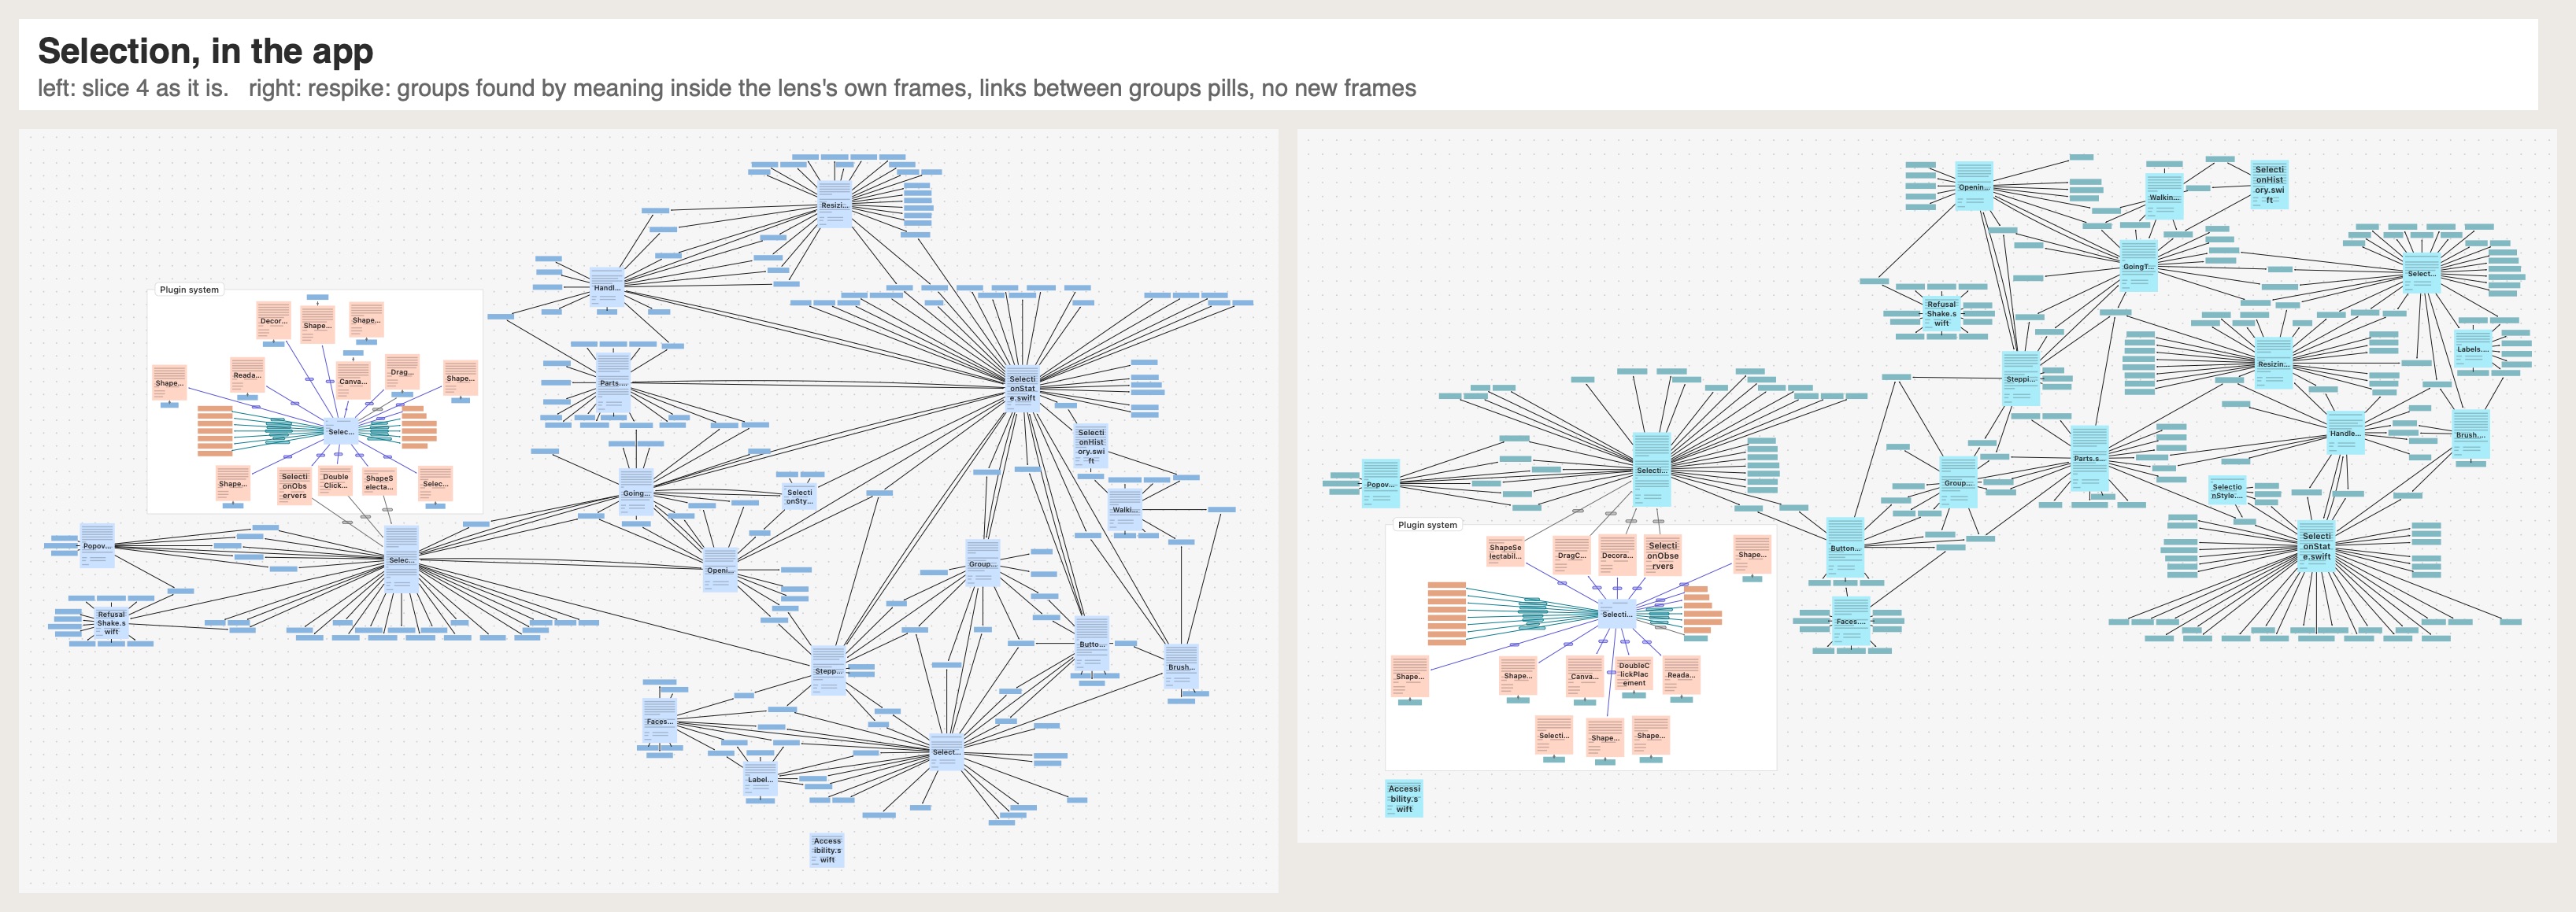 Selection, in the app
left: slice 4 as it is. right: respike: groups found by meaning inside the lens's own frames, links between groups pills, no new frames
Resizi...
Handl...
Plugin system
Decor...
Shape...
Shape...
Shape...
Reada...
Canva...
Drag...
Shape...
Selec...
Shape...
Selecti
onObs
ervers
Double
Click...
ShapeS
electa...
Selec...
Parts....
Selecti
onStat
e.swift
Selecti
onHist
ory.swi
ft
Going...
Selecti
onSty...
Walki...
Popov...
Selec...
Openi...
Group...
Refusal
Shake.s
wift
Stepp...
Butto...
Brush...
Faces...
Label...
Select...
Access
ibility.s
wift
Openin...
Walkin...
Selecti
onHist
ory.swi
ft
GoingT...
Select...
Refusal
Shake.s
wift
Labels....
Steppi...
Resizin...
Handle...
Brush....
Popov...
Selecti...
Group...
Parts.s...
Selectio
nStyle....
Button...
Selecti
onStat
e.swift
Plugin system
ShapeSe
lectabil...
DragC...
Decora...
Selecti
onObse
rvers
Shape...
Selecti...
Faces....
Shape...
Shape...
Canva...
DoubleC
lickPlac
ement
Reada...
Selecti...
Shape...
Shape...
Accessi
bility.s
wift